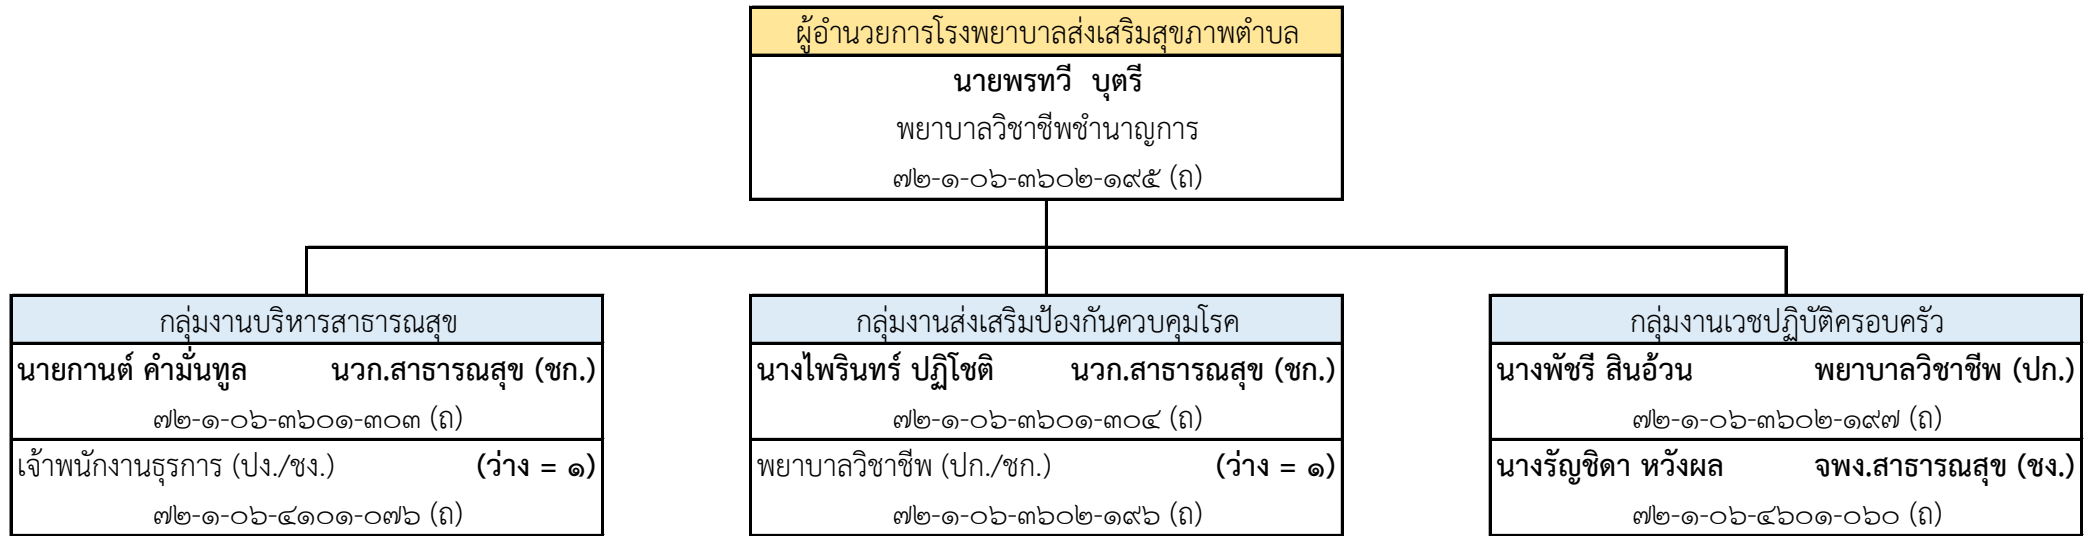 ผู้อำนวยการโรงพยาบาลส่งเสริมสุขภาพตำบล
นายพรทวี บุตรี
พยาบาลวิชาชีพชำนาญการ
๗๒-๑-๐๖-๓๖๐๒-๑๙๕ (ถ)
กลุ่มงานบริหารสาธารณสุข
นายกานต์ คำมั่นทูล นวก.สาธารณสุข (ชก.)
๗๒-๑-๐๖-๓๖๐๑-๓๐๓ (ถ)
เจ้าพนักงานธุรการ (ปง./ชง.) (ว่าง = ๑)
๗๒-๑-๐๖-๔๑๐๑-๐๗๖ (ถ)
กลุ่มงานส่งเสริมป้องกันควบคุมโรค
นางไพรินทร์ ปฏิโชติ นวก.สาธารณสุข (ชก.)
๗๒-๑-๐๖-๓๖๐๑-๓๐๔ (ถ)
พยาบาลวิชาชีพ (ปก./ชก.) (ว่าง = ๑)
๗๒-๑-๐๖-๓๖๐๒-๑๙๖ (ถ)
กลุ่มงานเวชปฏิบัติครอบครัว
นางพัชรี สินอ้วน พยาบาลวิชาชีพ (ปก.)
๗๒-๑-๐๖-๓๖๐๒-๑๙๗ (ถ)
นางรัญชิดา หวังผล จพง.สาธารณสุข (ชง.)
๗๒-๑-๐๖-๔๖๐๑-๐๖๐ (ถ)